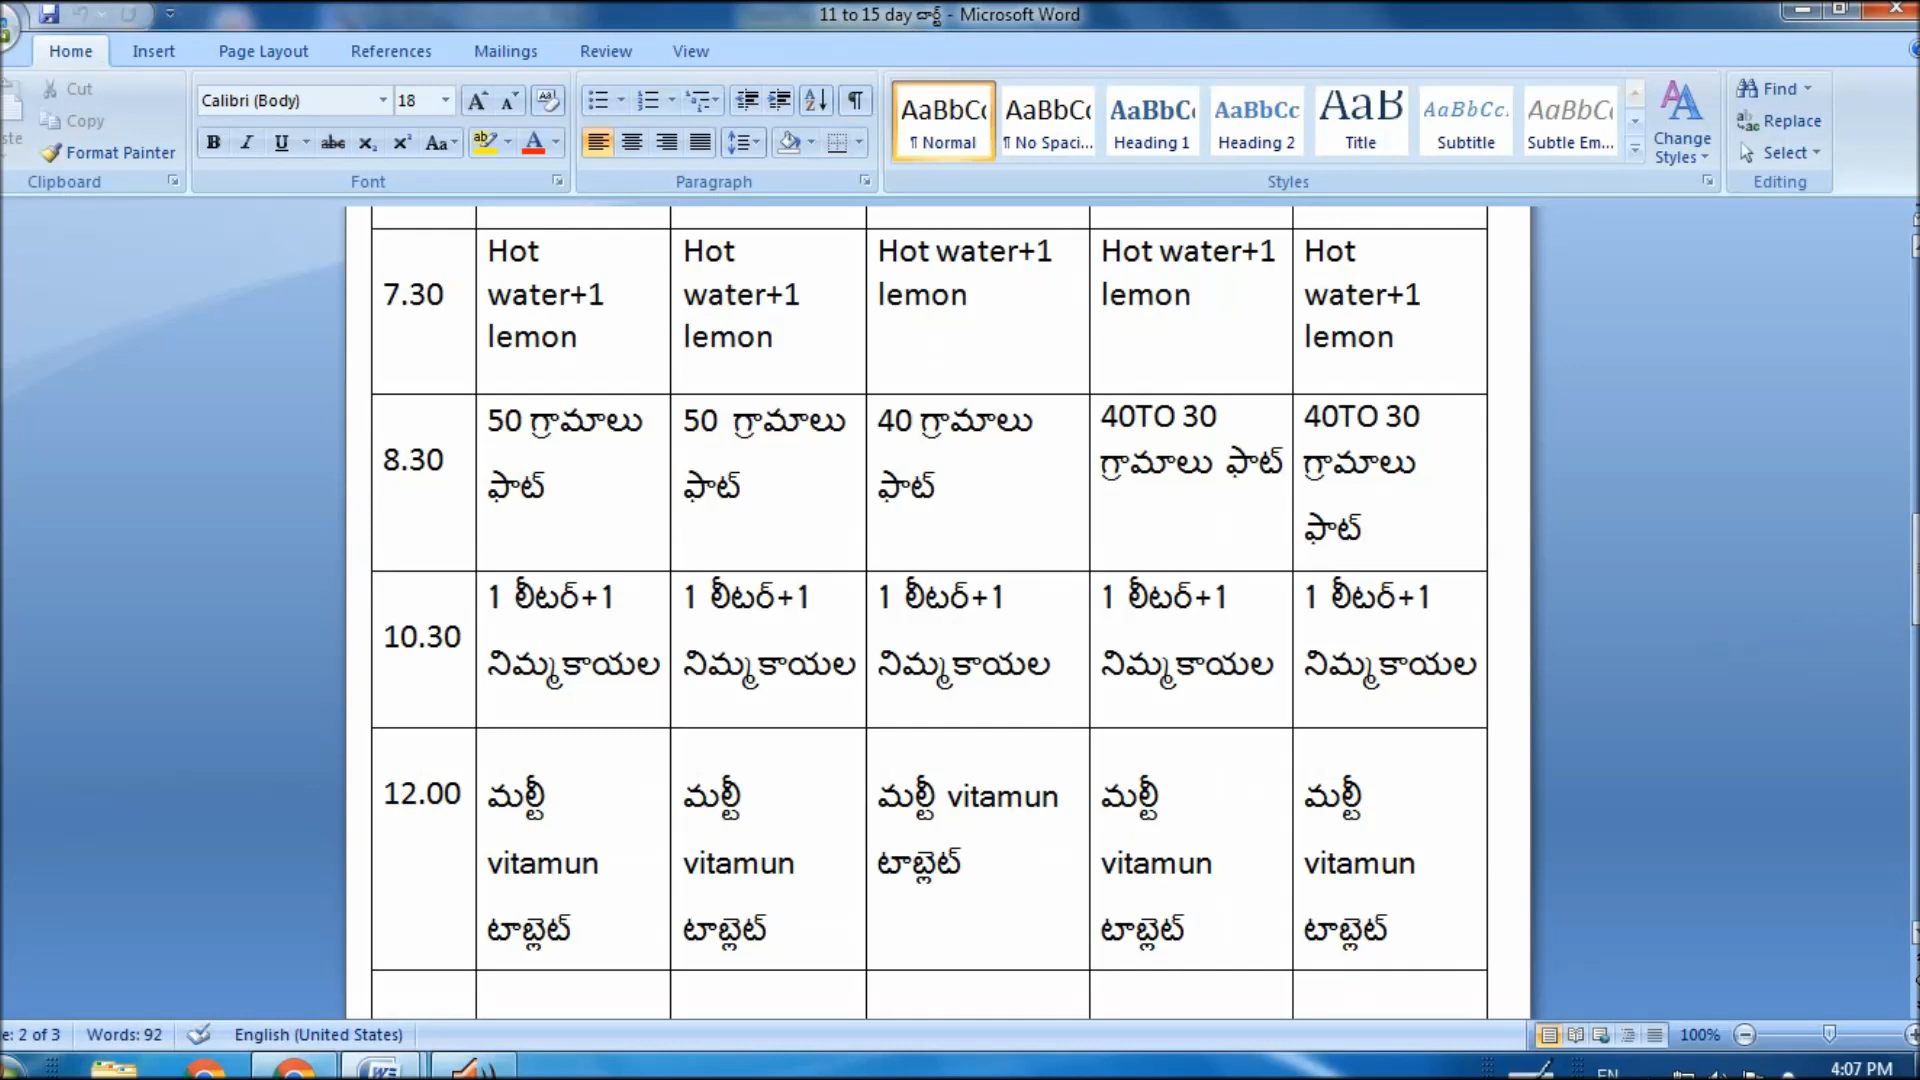 11 to 15 day చార్ట్ - Microsoft Word
Home Insert Page Layout References Mailings Review View
Cut
Copy
Format Painter
Clipboard
Calibri (Body) 18
Font
Paragraph
AaBbCc AaBbCc AaBbC AaBbCc AaB AaBbCc. AaBbCc
¶ Normal ¶ No Spaci... Heading 1 Heading 2 Title Subtitle Subtle Em...
Change Styles
Styles
Find
Replace
Select
Editing
7.30
Hot
water+1
lemon
Hot
water+1
lemon
Hot water+1
lemon
Hot water+1
lemon
Hot
water+1
lemon
8.30
50 గ్రామాలు
ఫాట్
50 గ్రామాలు
ఫాట్
40 గ్రామాలు
ఫాట్
40TO 30
గ్రామాలు ఫాట్
40TO 30
గ్రామాలు
ఫాట్
10.30
1 లీటర్+1
నిమ్మకాయల
1 లీటర్+1
నిమ్మకాయల
1 లీటర్+1
నిమ్మకాయల
1 లీటర్+1
నిమ్మకాయల
1 లీటర్+1
నిమ్మకాయల
12.00
మల్టీ
vitamun
టాబ్లెట్
మల్టీ
vitamun
టాబ్లెట్
మల్టీ vitamun
టాబ్లెట్
మల్టీ
vitamun
టాబ్లెట్
మల్టీ
vitamun
టాబ్లెట్
e: 2 of 3 Words: 92 English (United States) 100%
EN 4:07 PM